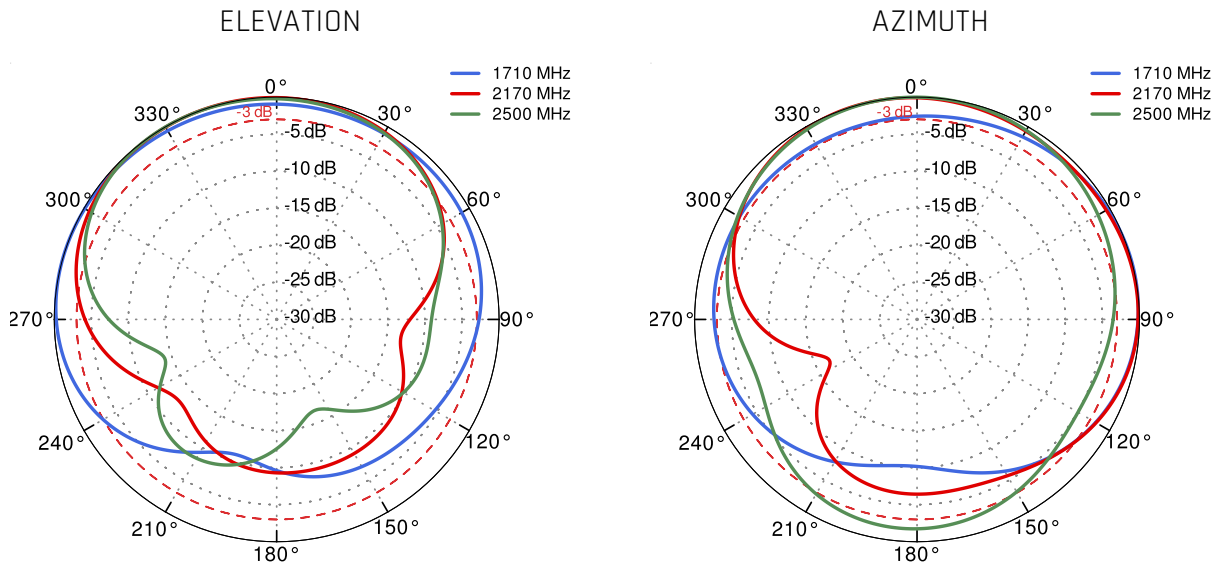 ELEVATION
1710 MHz
2170 MHz
2500 MHz
0°
330°
30°
-3 dB
-5 dB
-10 dB
300°
60°
-15 dB
-20 dB
-25 dB
-30 dB
270°
90°
240°
120°
210°
150°
180°
AZIMUTH
1710 MHz
2170 MHz
2500 MHz
0°
330°
30°
-3 dB
-5 dB
-10 dB
300°
60°
-15 dB
-20 dB
-25 dB
-30 dB
270°
90°
240°
120°
210°
150°
180°